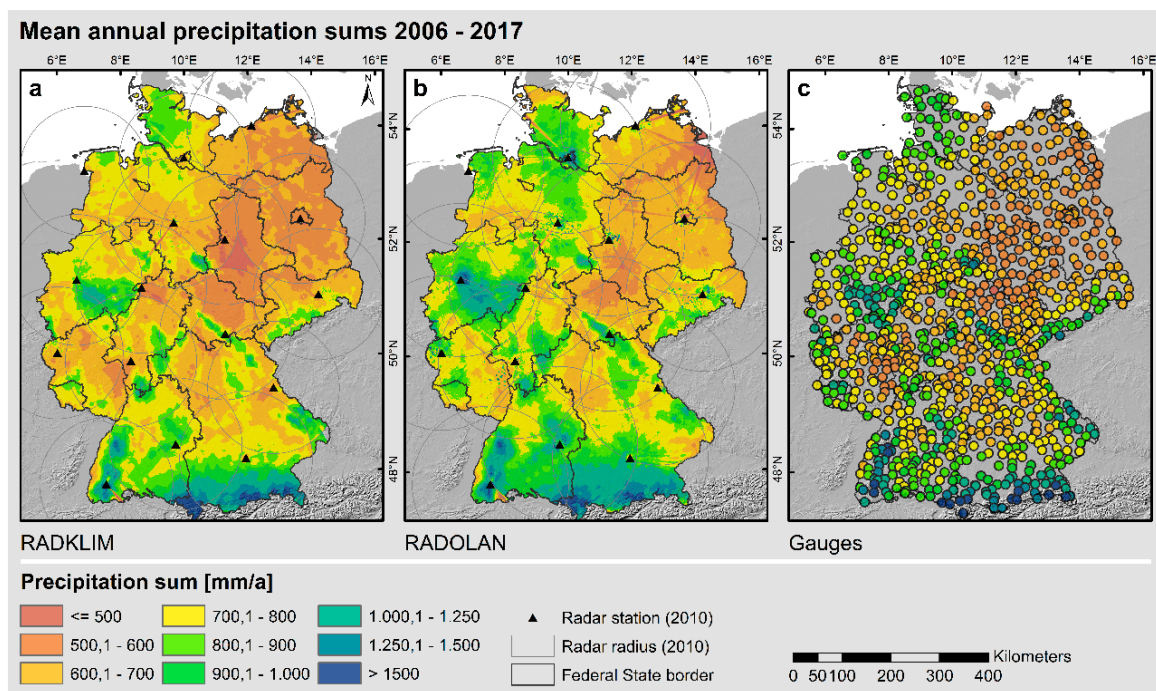 Mean annual precipitation sums 2006 - 2017
6°E 8°E 10°E 12°E 14°E 6°E 8°E 10°E 12°E 14°E 6°E 8°E 10°E 12°E 14°E 16°E
a N b c
54°N 54°N 54°N
52°N 52°N 52°N
50°N 50°N 50°N
48°N 48°N 48°N
RADKLIM RADOLAN Gauges
Precipitation sum [mm/a]
<= 500 700,1 - 800 1.000,1 - 1.250 Radar station (2010)
500,1 - 600 800,1 - 900 1.250,1 - 1.500 Radar radius (2010) Kilometers
600,1 - 700 900,1 - 1.000 > 1500 Federal State border 0 50 100 200 300 400